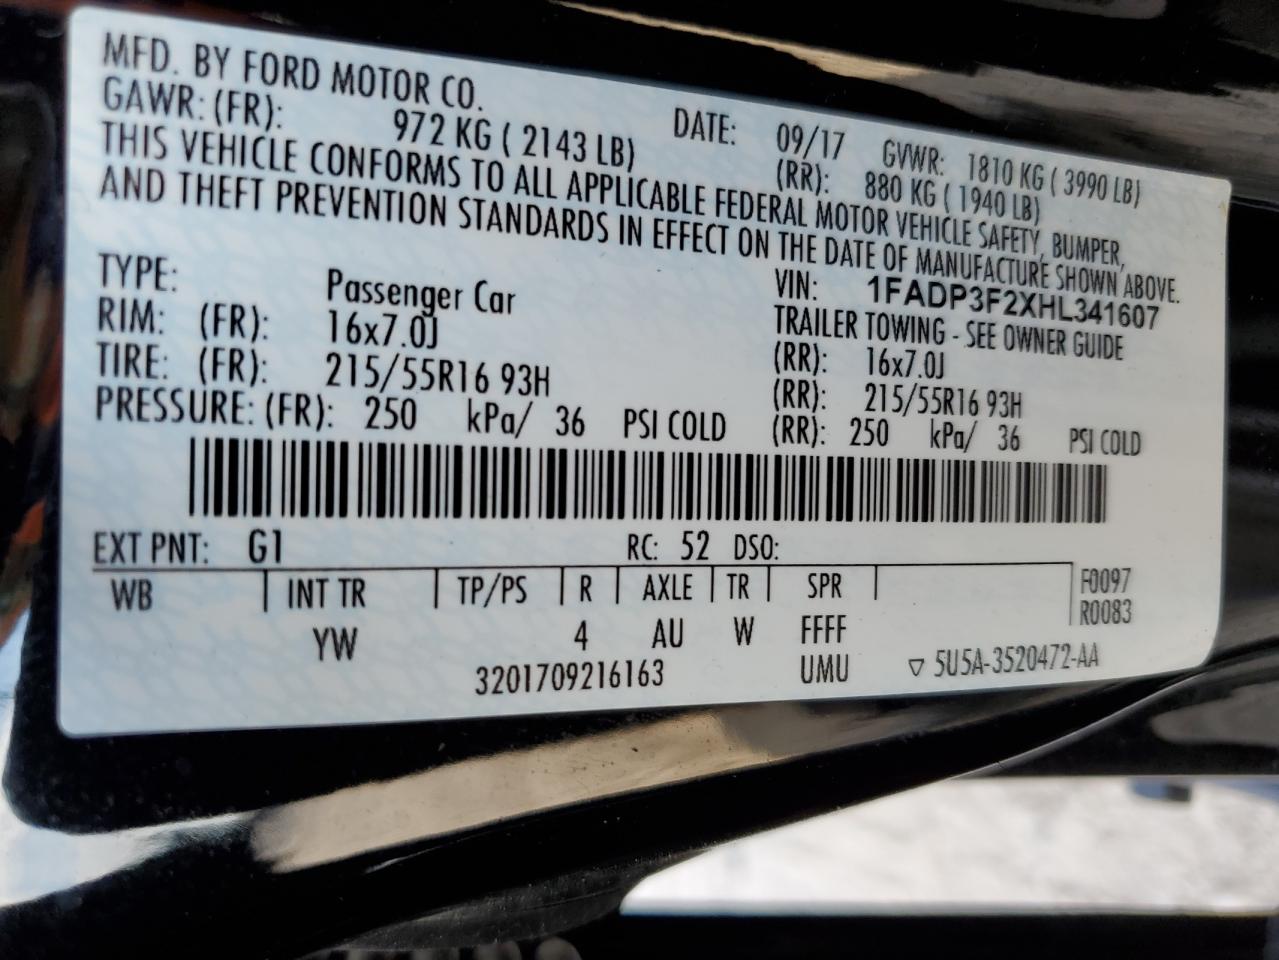 MFD. BY FORD MOTOR CO. DATE: 09/17 GVWR: 1810 KG ( 3990 LB)
GAWR: (FR): 972 KG ( 2143 LB) (RR): 880 KG ( 1940 LB)
THIS VEHICLE CONFORMS TO ALL APPLICABLE FEDERAL MOTOR VEHICLE SAFETY, BUMPER,
AND THEFT PREVENTION STANDARDS IN EFFECT ON THE DATE OF MANUFACTURE SHOWN ABOVE.
VIN: 1FADP3F2XHL341607
TYPE: Passenger Car TRAILER TOWING - SEE OWNER GUIDE
RIM: (FR): 16x7.0J (RR): 16x7.0J
TIRE: (FR): 215/55R16 93H (RR): 215/55R16 93H
PRESSURE: (FR): 250 kPa/ 36 PSI COLD (RR): 250 kPa/ 36 PSI COLD
EXT PNT: G1 RC: 52 DSO:
WB INT TR TP/PS R AXLE TR SPR F0097
R0083
YW 4 AU W FFFF
3201709216163 UMU ▽ 5U5A-3520472-AA